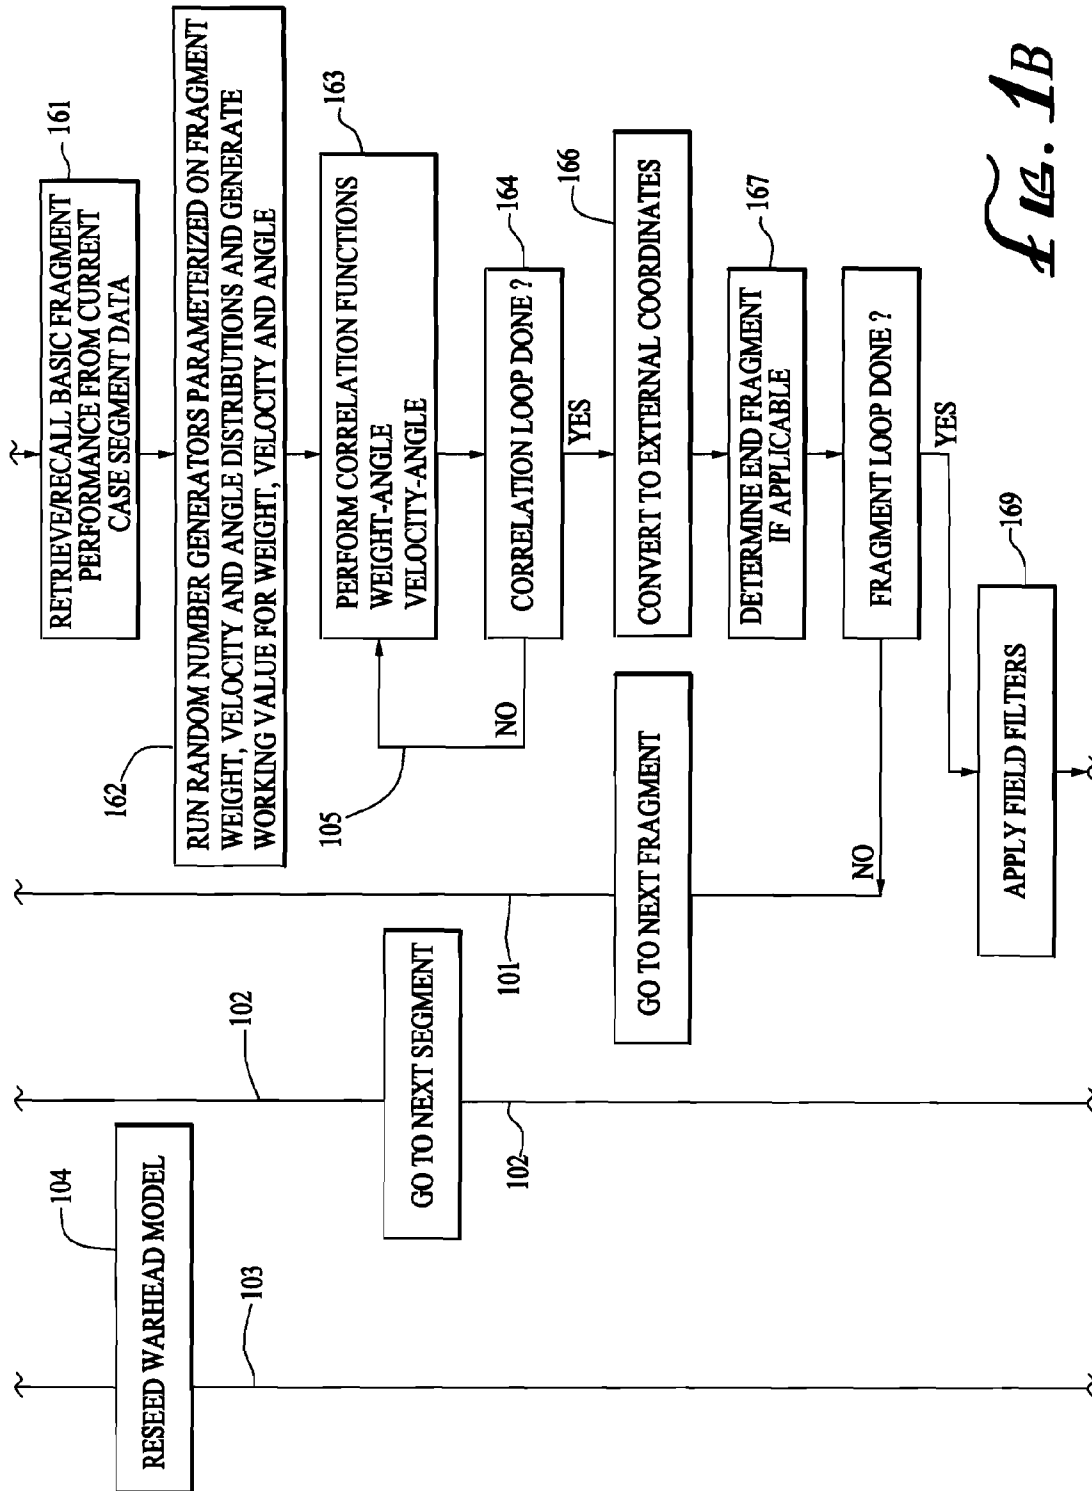 161
RETRIEVE/RECALL BASIC FRAGMENT
PERFORMANCE FROM CURRENT
CASE SEGMENT DATA
162
RUN RANDOM NUMBER GENERATORS PARAMETERIZED ON FRAGMENT
WEIGHT, VELOCITY AND ANGLE DISTRIBUTIONS AND GENERATE
WORKING VALUE FOR WEIGHT, VELOCITY AND ANGLE
163
PERFORM CORRELATION FUNCTIONS
WEIGHT-ANGLE
VELOCITY-ANGLE
105
164
CORRELATION LOOP DONE ?
NO
YES
166
CONVERT TO EXTERNAL COORDINATES
167
DETERMINE END FRAGMENT
IF APPLICABLE
FRAGMENT LOOP DONE ?
NO
YES
169
APPLY FIELD FILTERS
101
GO TO NEXT FRAGMENT
102
GO TO NEXT SEGMENT
102
104
RESEED WARHEAD MODEL
103
FIG. 1B